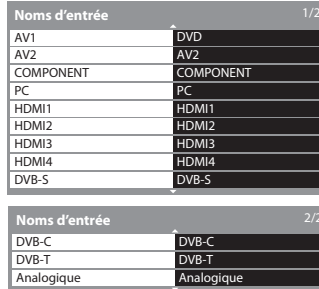 Noms d'entrée 1/2
AV1 DVD
AV2 AV2
COMPONENT COMPONENT
PC PC
HDMI1 HDMI1
HDMI2 HDMI2
HDMI3 HDMI3
HDMI4 HDMI4
DVB-S DVB-S
Noms d'entrée 2/2
DVB-C DVB-C
DVB-T DVB-T
Analogique Analogique